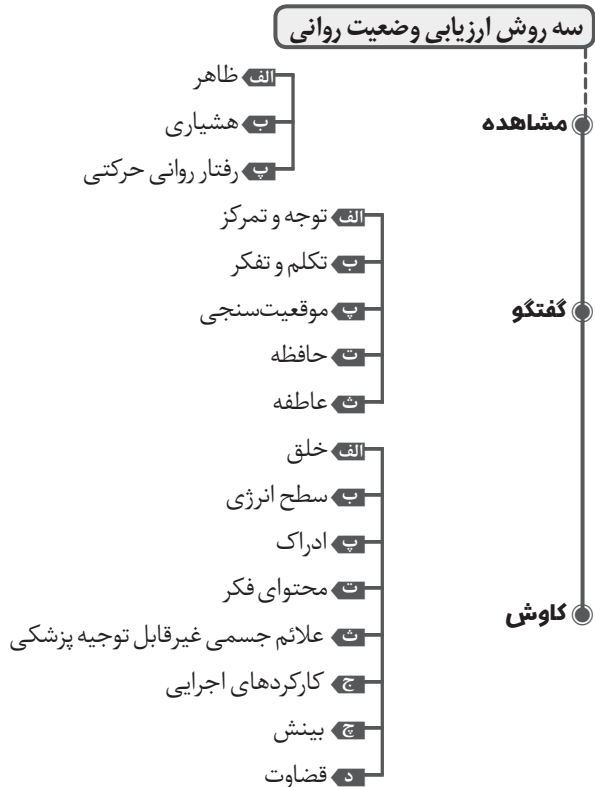 سه روش ارزیابی وضعیت روانی
مشاهده
الف ظاهر
ب هشیاری
پ رفتار روانی حرکتی
گفتگو
الف توجه و تمرکز
ب تکلم و تفکر
پ موقعیت‌سنجی
ت حافظه
ث عاطفه
کاوش
الف خلق
ب سطح انرژی
پ ادراک
ت محتوای فکر
ث علائم جسمی غیرقابل توجیه پزشکی
ج کارکردهای اجرایی
چ بینش
د قضاوت